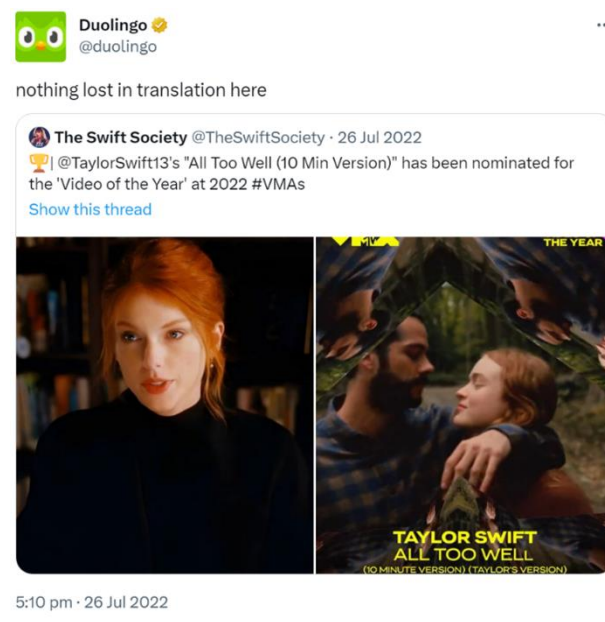 Duolingo
@duolingo
nothing lost in translation here
The Swift Society @TheSwiftSociety · 26 Jul 2022
🏆| @TaylorSwift13's "All Too Well (10 Min Version)" has been nominated for
the 'Video of the Year' at 2022 #VMAs
Show this thread
THE YEAR
TAYLOR SWIFT
ALL TOO WELL
(10 MINUTE VERSION) (TAYLOR'S VERSION)
5:10 pm · 26 Jul 2022